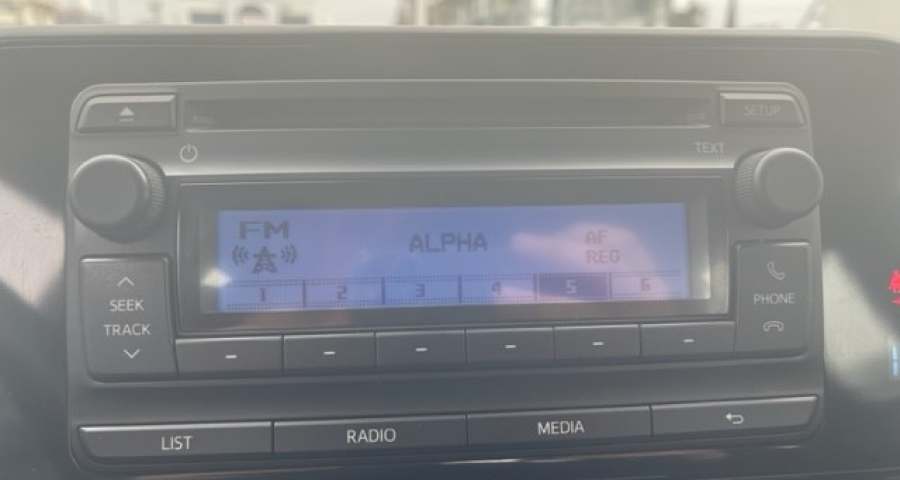 SETUP
TEXT
FM
ALPHA
AF
REG
1 2 3 4 5 6
SEEK
TRACK
PHONE
LIST
RADIO
MEDIA